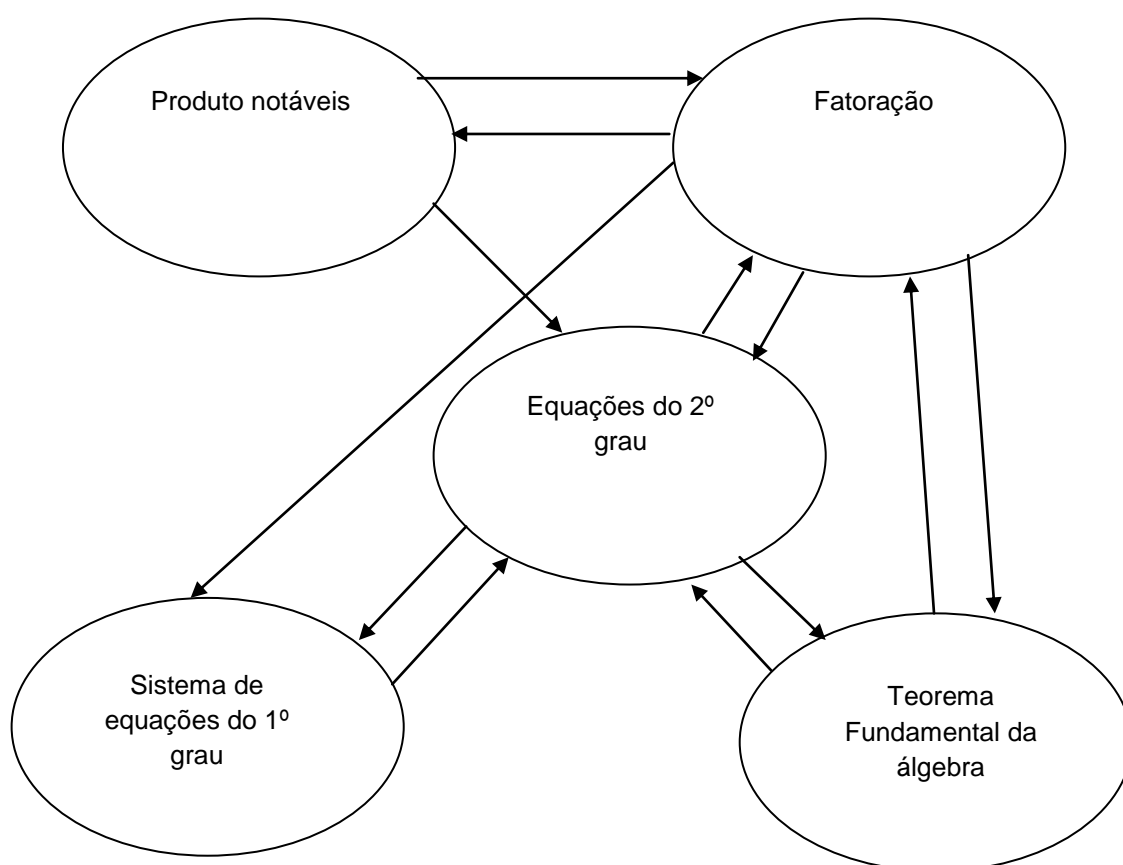 Produto notáveis
Fatoração
Equações do 2º
grau
Sistema de
equações do 1º
grau
Teorema
Fundamental da
álgebra